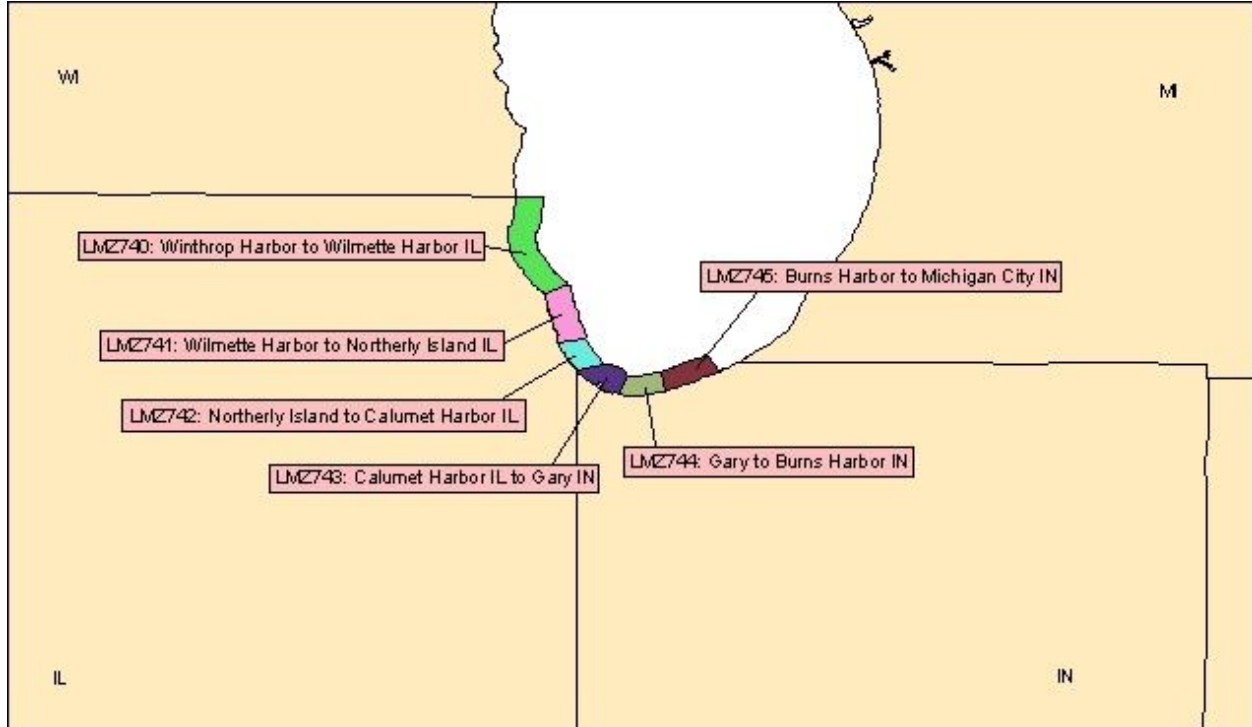 WI
MI
LMZ740: Winthrop Harbor to Wilmette Harbor IL
LMZ745: Burns Harbor to Michigan City IN
LMZ741: Wilmette Harbor to Northerly Island IL
LMZ742: Northerly Island to Calumet Harbor IL
LMZ744: Gary to Burns Harbor IN
LMZ743: Calumet Harbor IL to Gary IN
IL
IN